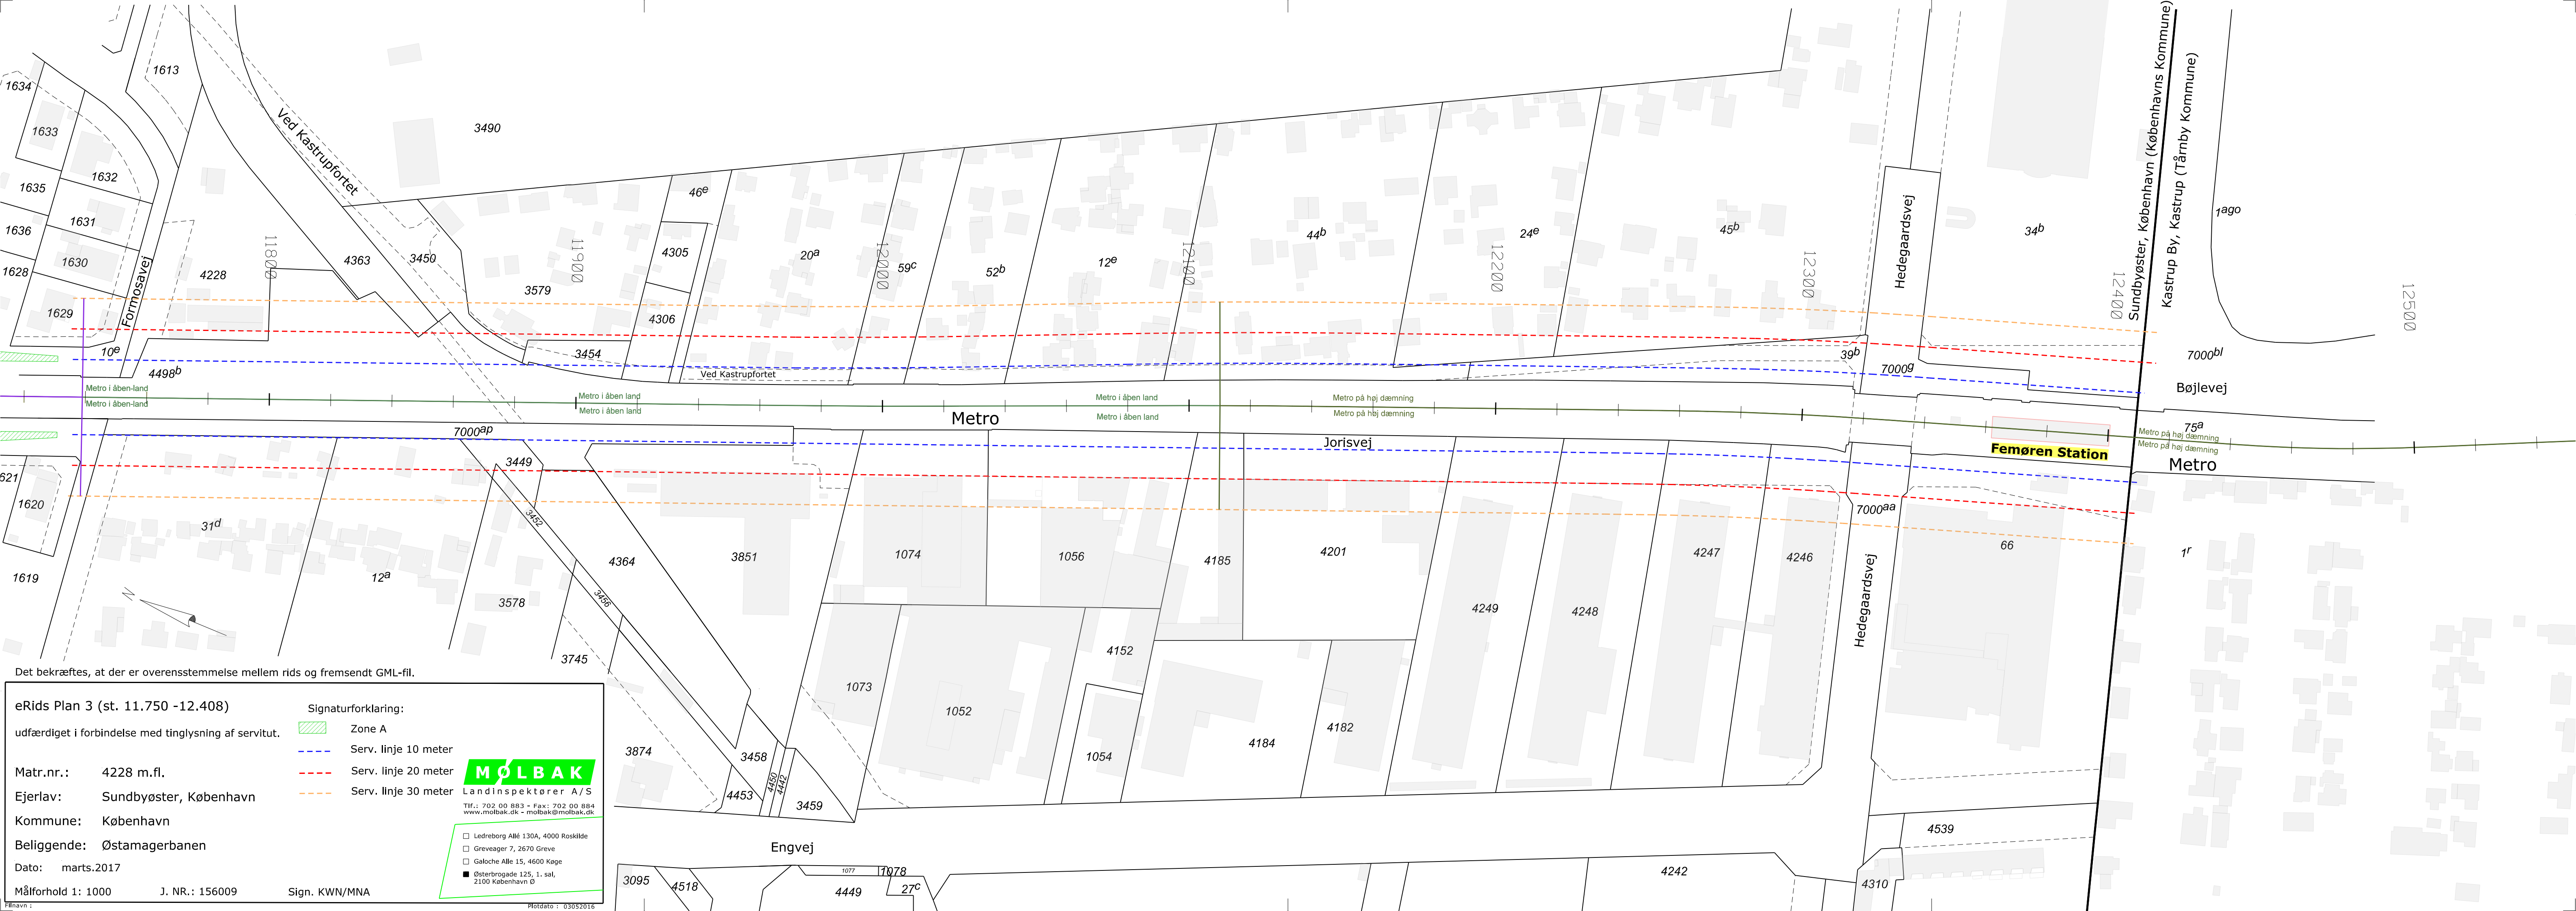 1613
1634
1633
1632
1635
1631
1636
1630
1628
1629
Formosavej
4228
10e
4498b
Ved Kastrupfortet
3490
4363
3450
3579
3454
46e
4305
4306
20a
59c
52b
12e
44b
24e
45b
39b
Hedegaardsvej
34b
7000g
Sundbyøster, København (Københavns Kommune)
Kastrup By, Kastrup (Tårnby Kommune)
1ago
7000bl
Bøjlevej
75a
11800
11900
12000
12100
12200
12300
12400
12500
Ved Kastrupfortet
Metro i åben-land
Metro i åben-land
Metro i åben land
Metro i åben land
Metro i åben land
Metro i åben land
Metro på høj dæmning
Metro på høj dæmning
Metro på høj dæmning
Metro på høj dæmning
Metro
Jorisvej
Femøren Station
Metro
7000ap
621
1620
1619
31d
12a
3449
3452
3456
3578
3745
4364
3851
1074
1056
4185
4201
4249
4248
4247
4246
7000aa
Hedegaardsvej
66
1r
1073
1052
4152
1054
4184
4182
3874
3458
4453
4450
4442
3459
Engvej
3095
4518
1077
1078
4449
27c
4242
4539
4310
Det bekræftes, at der er overensstemmelse mellem rids og fremsendt GML-fil.
eRids Plan 3 (st. 11.750 -12.408)
udfærdiget i forbindelse med tinglysning af servitut.
Matr.nr.: 4228 m.fl.
Ejerlav: Sundbyøster, København
Kommune: København
Beliggende: Østamagerbanen
Dato: marts.2017
Målforhold 1: 1000 J. NR.: 156009 Sign. KWN/MNA
Signaturforklaring:
Zone A
Serv. linje 10 meter
Serv. linje 20 meter
Serv. linje 30 meter
MØLBAK
Landinspektører A/S
Tlf.: 702 00 883 - Fax: 702 00 884
www.molbak.dk - molbak@molbak.dk
Ledreborg Allé 130A, 4000 Roskilde
Greveager 7, 2670 Greve
Galoche Alle 15, 4600 Køge
Østerbrogade 125, 1. sal,
2100 København Ø
Filnavn :
Plotdato : 03052016
N